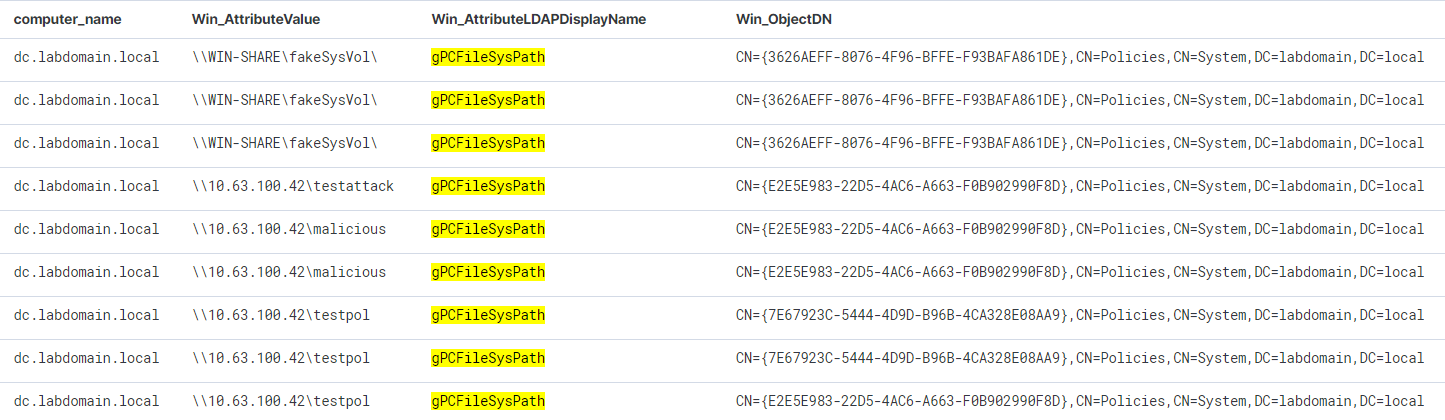 computer_name Win_AttributeValue Win_AttributeLDAPDisplayName Win_ObjectDN
dc.labdomain.local \\WIN-SHARE\fakeSysVol\ gPCFileSysPath CN={3626AEFF-8076-4F96-BFFE-F93BAFA861DE},CN=Policies,CN=System,DC=labdomain,DC=local
dc.labdomain.local \\WIN-SHARE\fakeSysVol\ gPCFileSysPath CN={3626AEFF-8076-4F96-BFFE-F93BAFA861DE},CN=Policies,CN=System,DC=labdomain,DC=local
dc.labdomain.local \\WIN-SHARE\fakeSysVol\ gPCFileSysPath CN={3626AEFF-8076-4F96-BFFE-F93BAFA861DE},CN=Policies,CN=System,DC=labdomain,DC=local
dc.labdomain.local \\10.63.100.42\testattack gPCFileSysPath CN={E2E5E983-22D5-4AC6-A663-F0B902990F8D},CN=Policies,CN=System,DC=labdomain,DC=local
dc.labdomain.local \\10.63.100.42\malicious gPCFileSysPath CN={E2E5E983-22D5-4AC6-A663-F0B902990F8D},CN=Policies,CN=System,DC=labdomain,DC=local
dc.labdomain.local \\10.63.100.42\malicious gPCFileSysPath CN={E2E5E983-22D5-4AC6-A663-F0B902990F8D},CN=Policies,CN=System,DC=labdomain,DC=local
dc.labdomain.local \\10.63.100.42\testpol gPCFileSysPath CN={7E67923C-5444-4D9D-B96B-4CA328E08AA9},CN=Policies,CN=System,DC=labdomain,DC=local
dc.labdomain.local \\10.63.100.42\testpol gPCFileSysPath CN={7E67923C-5444-4D9D-B96B-4CA328E08AA9},CN=Policies,CN=System,DC=labdomain,DC=local
dc.labdomain.local \\10.63.100.42\testpol gPCFileSysPath CN={E2E5E983-22D5-4AC6-A663-F0B902990F8D},CN=Policies,CN=System,DC=labdomain,DC=local